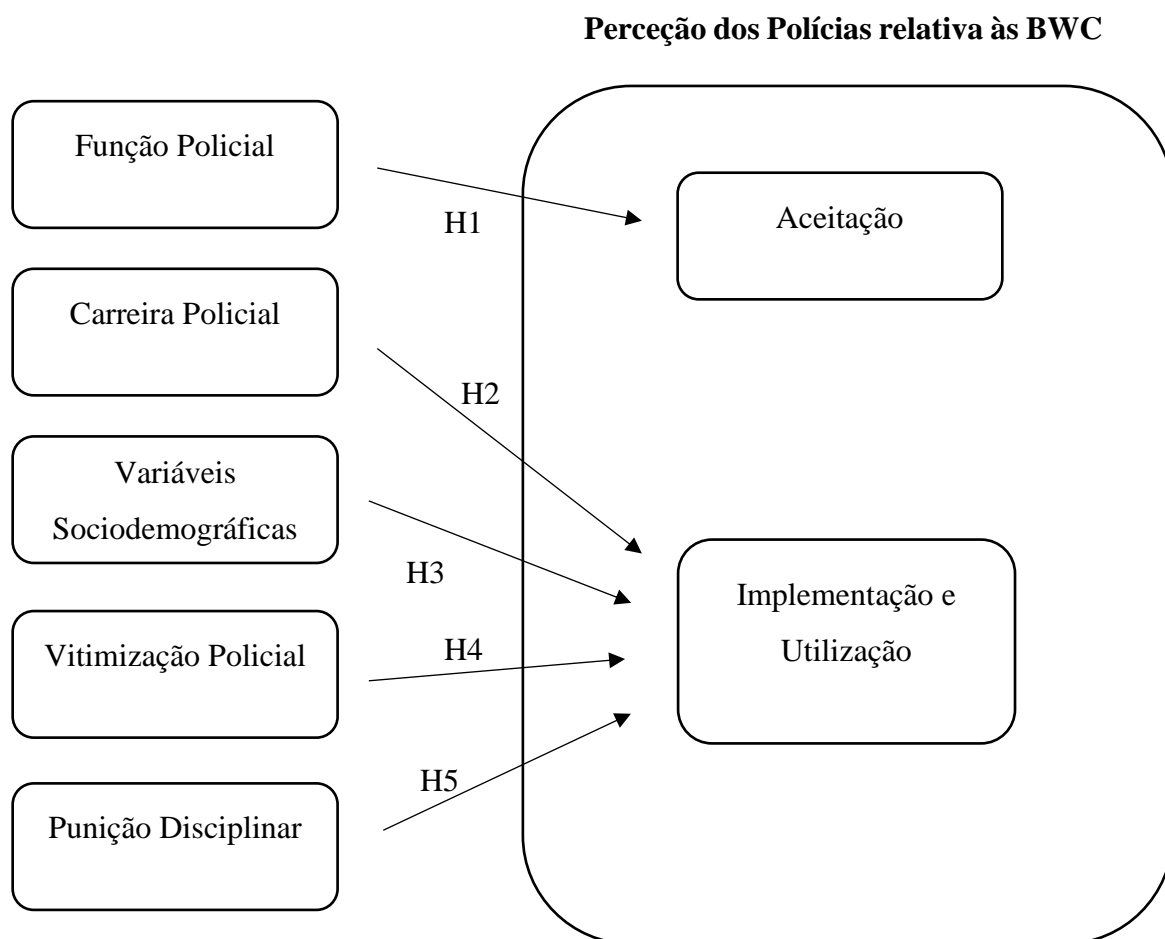 Perceção dos Polícias relativa às BWC
Função Policial
H1
Aceitação
Carreira Policial
H2
Variáveis
Sociodemográficas
H3
Implementação e
Utilização
Vitimização Policial
H4
H5
Punição Disciplinar